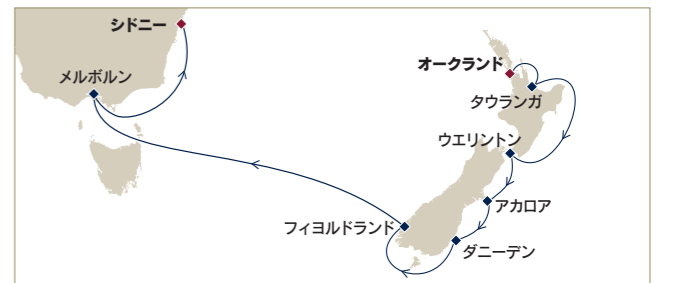 シドニー
メルボルン
オークランド
タウランガ
ウエリントン
アカロア
フィヨルドランド
ダニーデン